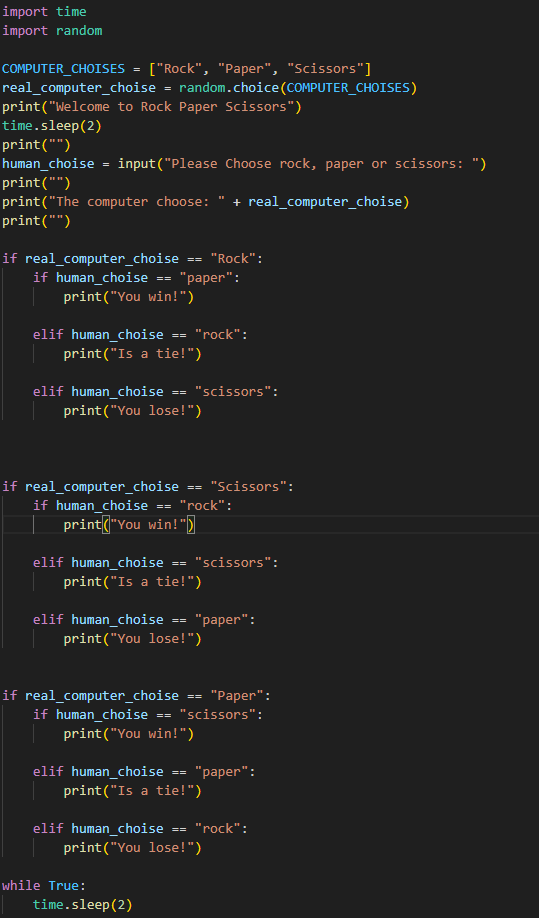 import time
import random
COMPUTER_CHOISES = ["Rock", "Paper", "Scissors"]
real_computer_choise = random.choice(COMPUTER_CHOISES)
print("Welcome to Rock Paper Scissors")
time.sleep(2)
print("")
human_choise = input("Please Choose rock, paper or scissors: ")
print("")
print("The computer choose: " + real_computer_choise)
print("")
if real_computer_choise == "Rock":
    if human_choise == "paper":
        print("You win!")
    elif human_choise == "rock":
        print("Is a tie!")
    elif human_choise == "scissors":
        print("You lose!")
if real_computer_choise == "Scissors":
    if human_choise == "rock":
        print("You win!")
    elif human_choise == "scissors":
        print("Is a tie!")
    elif human_choise == "paper":
        print("You lose!")
if real_computer_choise == "Paper":
    if human_choise == "scissors":
        print("You win!")
    elif human_choise == "paper":
        print("Is a tie!")
    elif human_choise == "rock":
        print("You lose!")
while True:
    time.sleep(2)